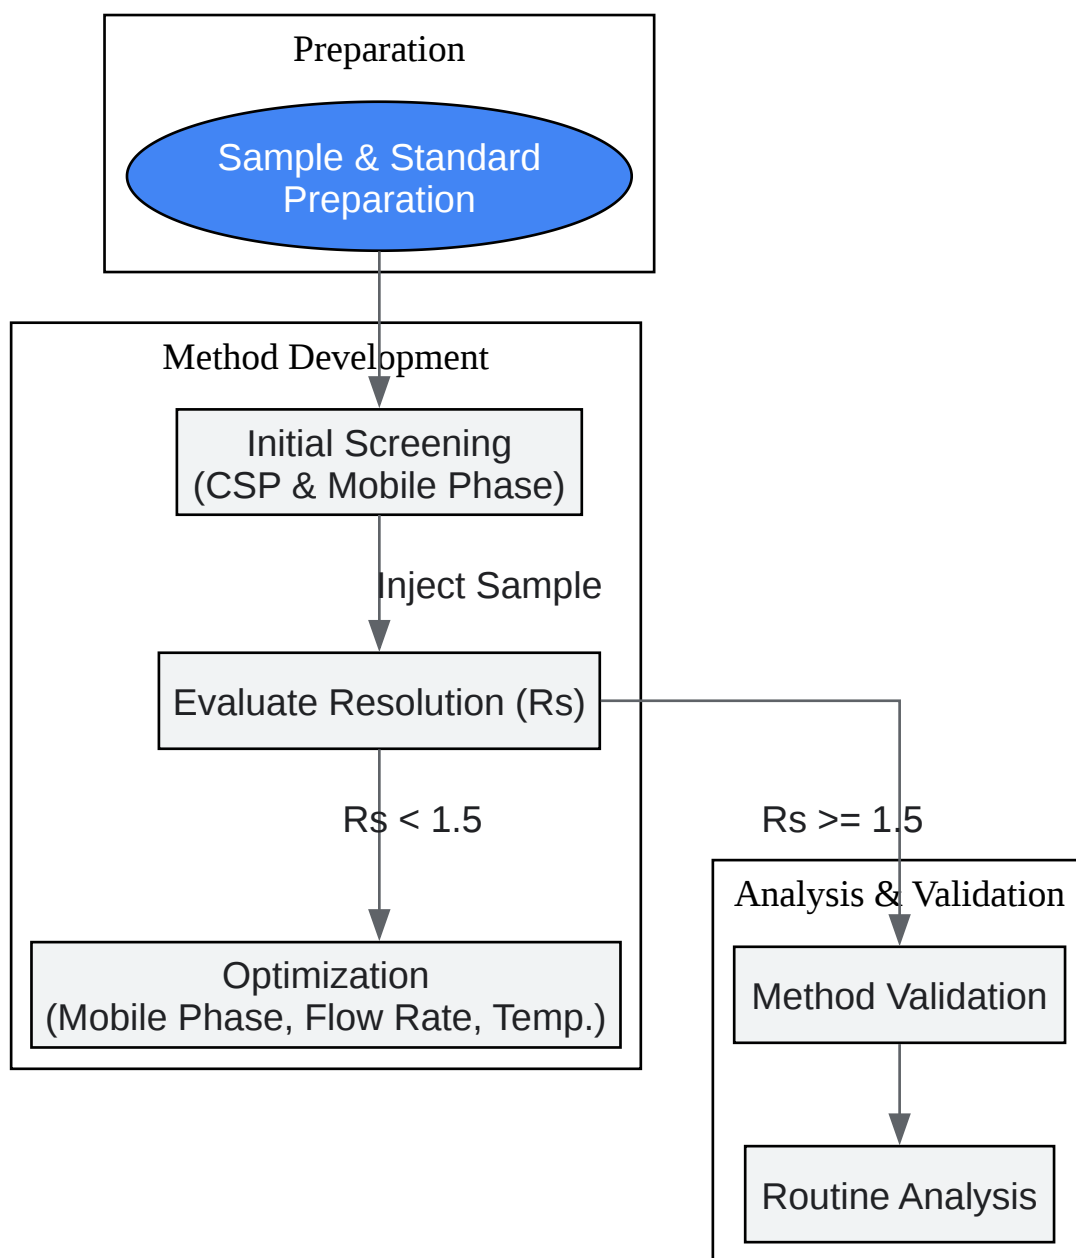 Preparation
Sample & Standard
Preparation
Method Development
Initial Screening
(CSP & Mobile Phase)
Inject Sample
Evaluate Resolution (Rs)
Rs < 1.5
Rs >= 1.5
Analysis & Validation
Optimization
(Mobile Phase, Flow Rate, Temp.)
Method Validation
Routine Analysis